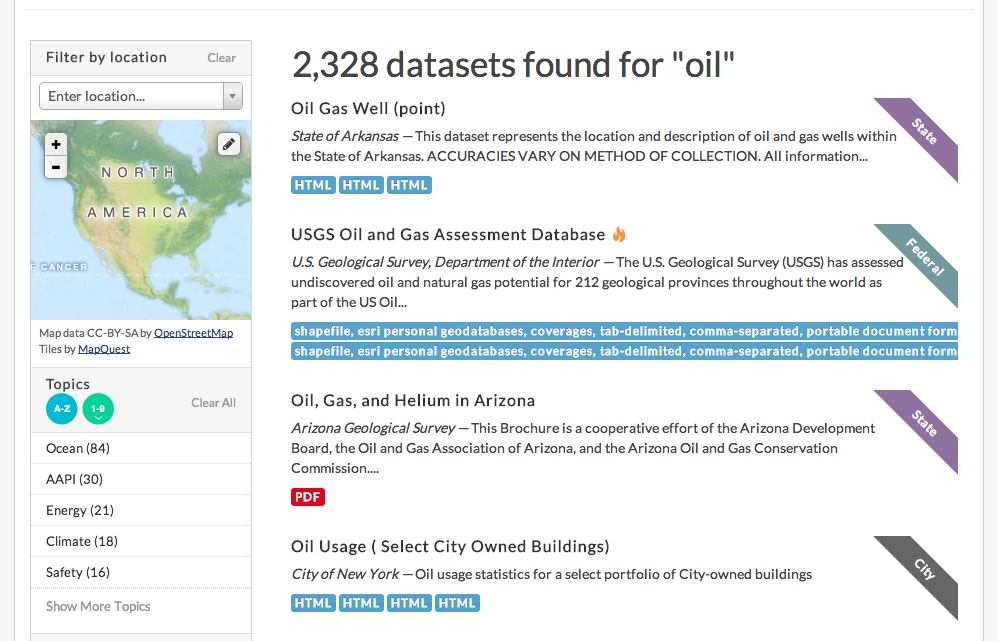 Filter by location
Clear
Enter location...
+
-
NORTH
AMERICA
F CANCER
Map data CC-BY-SA by OpenStreetMap
Tiles by MapQuest
Topics
A-Z
1-9
Clear All
Ocean (84)
AAPI (30)
Energy (21)
Climate (18)
Safety (16)
Show More Topics
2,328 datasets found for "oil"
Oil Gas Well (point)
State
State of Arkansas — This dataset represents the location and description of oil and gas wells within
the State of Arkansas. ACCURACIES VARY ON METHOD OF COLLECTION. All information...
HTML HTML HTML
USGS Oil and Gas Assessment Database
Federal
U.S. Geological Survey, Department of the Interior — The U.S. Geological Survey (USGS) has assessed
undiscovered oil and natural gas potential for 212 geological provinces throughout the world as
part of the US Oil...
shapefile, esri personal geodatabases, coverages, tab-delimited, comma-separated, portable document form
shapefile, esri personal geodatabases, coverages, tab-delimited, comma-separated, portable document form
Oil, Gas, and Helium in Arizona
State
Arizona Geological Survey — This Brochure is a cooperative effort of the Arizona Development
Board, the Oil and Gas Association of Arizona, and the Arizona Oil and Gas Conservation
Commission....
PDF
Oil Usage ( Select City Owned Buildings)
City
City of New York — Oil usage statistics for a select portfolio of City-owned buildings
HTML HTML HTML HTML